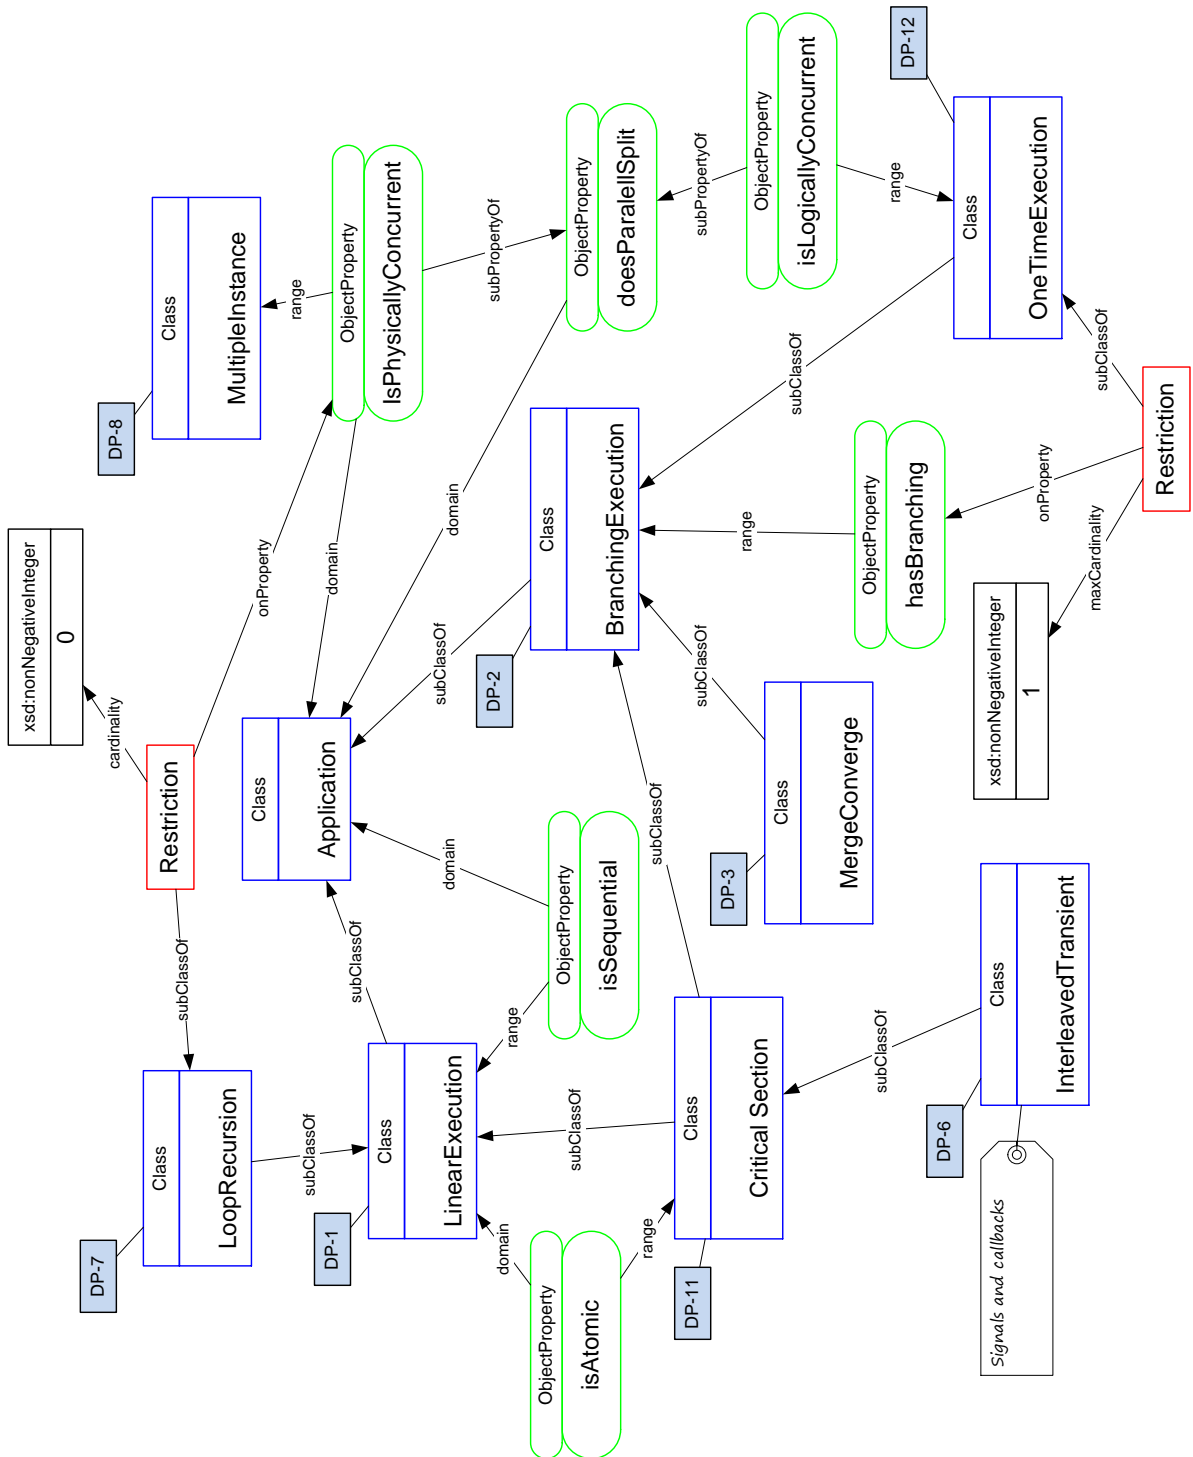 DP-7
Class
LoopRecursion
subClassOf
Restriction
cardinality
xsd:nonNegativeInteger
0
onProperty
subClassOf
DP-8
Class
MultipleInstance
range
ObjectProperty
IsPhysicallyConcurrent
domain
subPropertyOf
DP-1
Class
LinearExecution
subClassOf
Class
Application
subClassOf
domain
ObjectProperty
doesParalellSplit
subPropertyOf
domain
ObjectProperty
isAtomic
range
subClassOf
range
ObjectProperty
isSequential
domain
DP-2
Class
BranchingExecution
subClassOf
subClassOf
subClassOf
ObjectProperty
isLogicallyConcurrent
range
DP-11
Class
Critical Section
subClassOf
DP-3
Class
MergeConverge
range
ObjectProperty
hasBranching
DP-12
Class
OneTimeExecution
subClassOf
DP-6
Class
InterleavedTransient
Signals and callbacks
xsd:nonNegativeInteger
1
maxCardinality
onProperty
Restriction